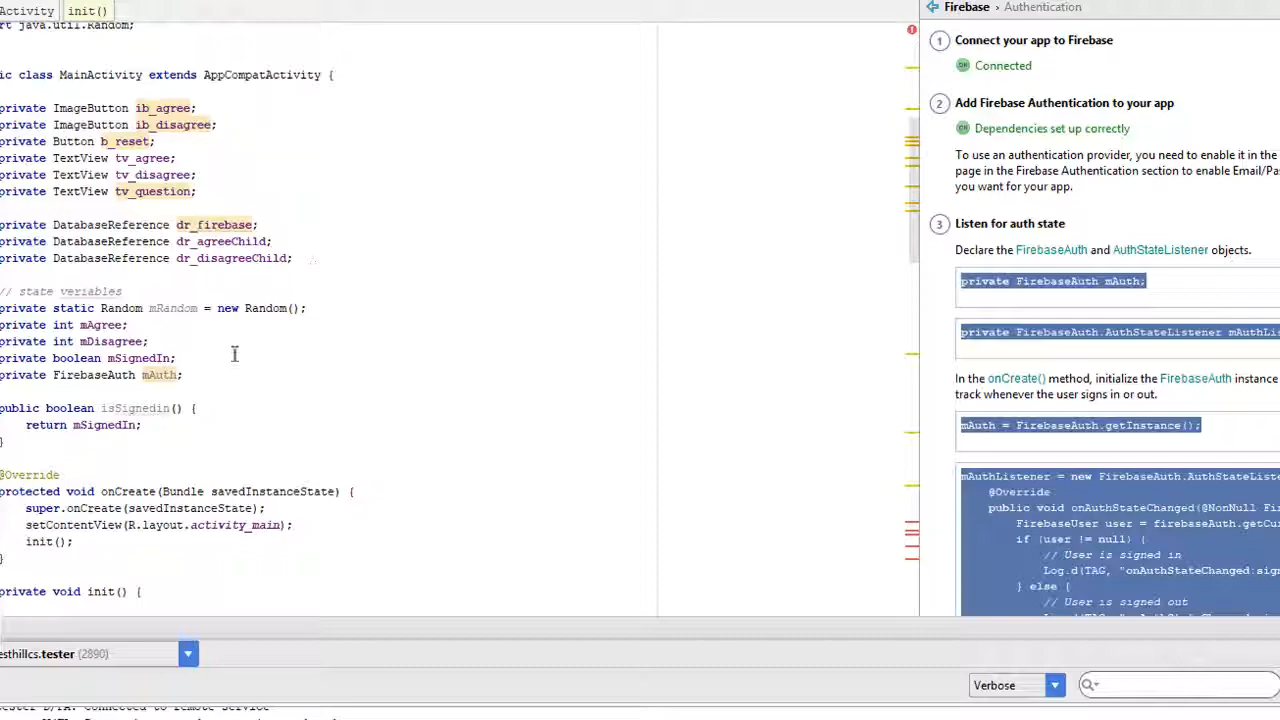 Activity
init()
rt java.util.Random;
ic class MainActivity extends AppCompatActivity {
private ImageButton ib_agree;
private ImageButton ib_disagree;
private Button b_reset;
private TextView tv_agree;
private TextView tv_disagree;
private TextView tv_question;
private DatabaseReference dr_firebase;
private DatabaseReference dr_agreeChild;
private DatabaseReference dr_disagreeChild;
// state veriables
private static Random mRandom = new Random();
private int mAgree;
private int mDisagree;
private boolean mSignedIn;
private FirebaseAuth mAuth;
public boolean isSignedin() {
return mSignedIn;
}
@Override
protected void onCreate(Bundle savedInstanceState) {
super.onCreate(savedInstanceState);
setContentView(R.layout.activity_main);
init();
}
private void init() {
esthillcs.tester (2890)
Firebase › Authentication
1 Connect your app to Firebase
Connected
2 Add Firebase Authentication to your app
Dependencies set up correctly
To use an authentication provider, you need to enable it in the
page in the Firebase Authentication section to enable Email/Pa
you want for your app.
3 Listen for auth state
Declare the FirebaseAuth and AuthStateListener objects.
private FirebaseAuth mAuth;
private FirebaseAuth.AuthStateListener mAuthLis
In the onCreate() method, initialize the FirebaseAuth instance
track whenever the user signs in or out.
mAuth = FirebaseAuth.getInstance();
mAuthListener = new FirebaseAuth.AuthStateListe
@Override
public void onAuthStateChanged(@NonNull Fir
FirebaseUser user = firebaseAuth.getCu
if (user != null) {
// User is signed in
Log.d(TAG, "onAuthStateChanged:sig
} else {
// User is signed out
Verbose